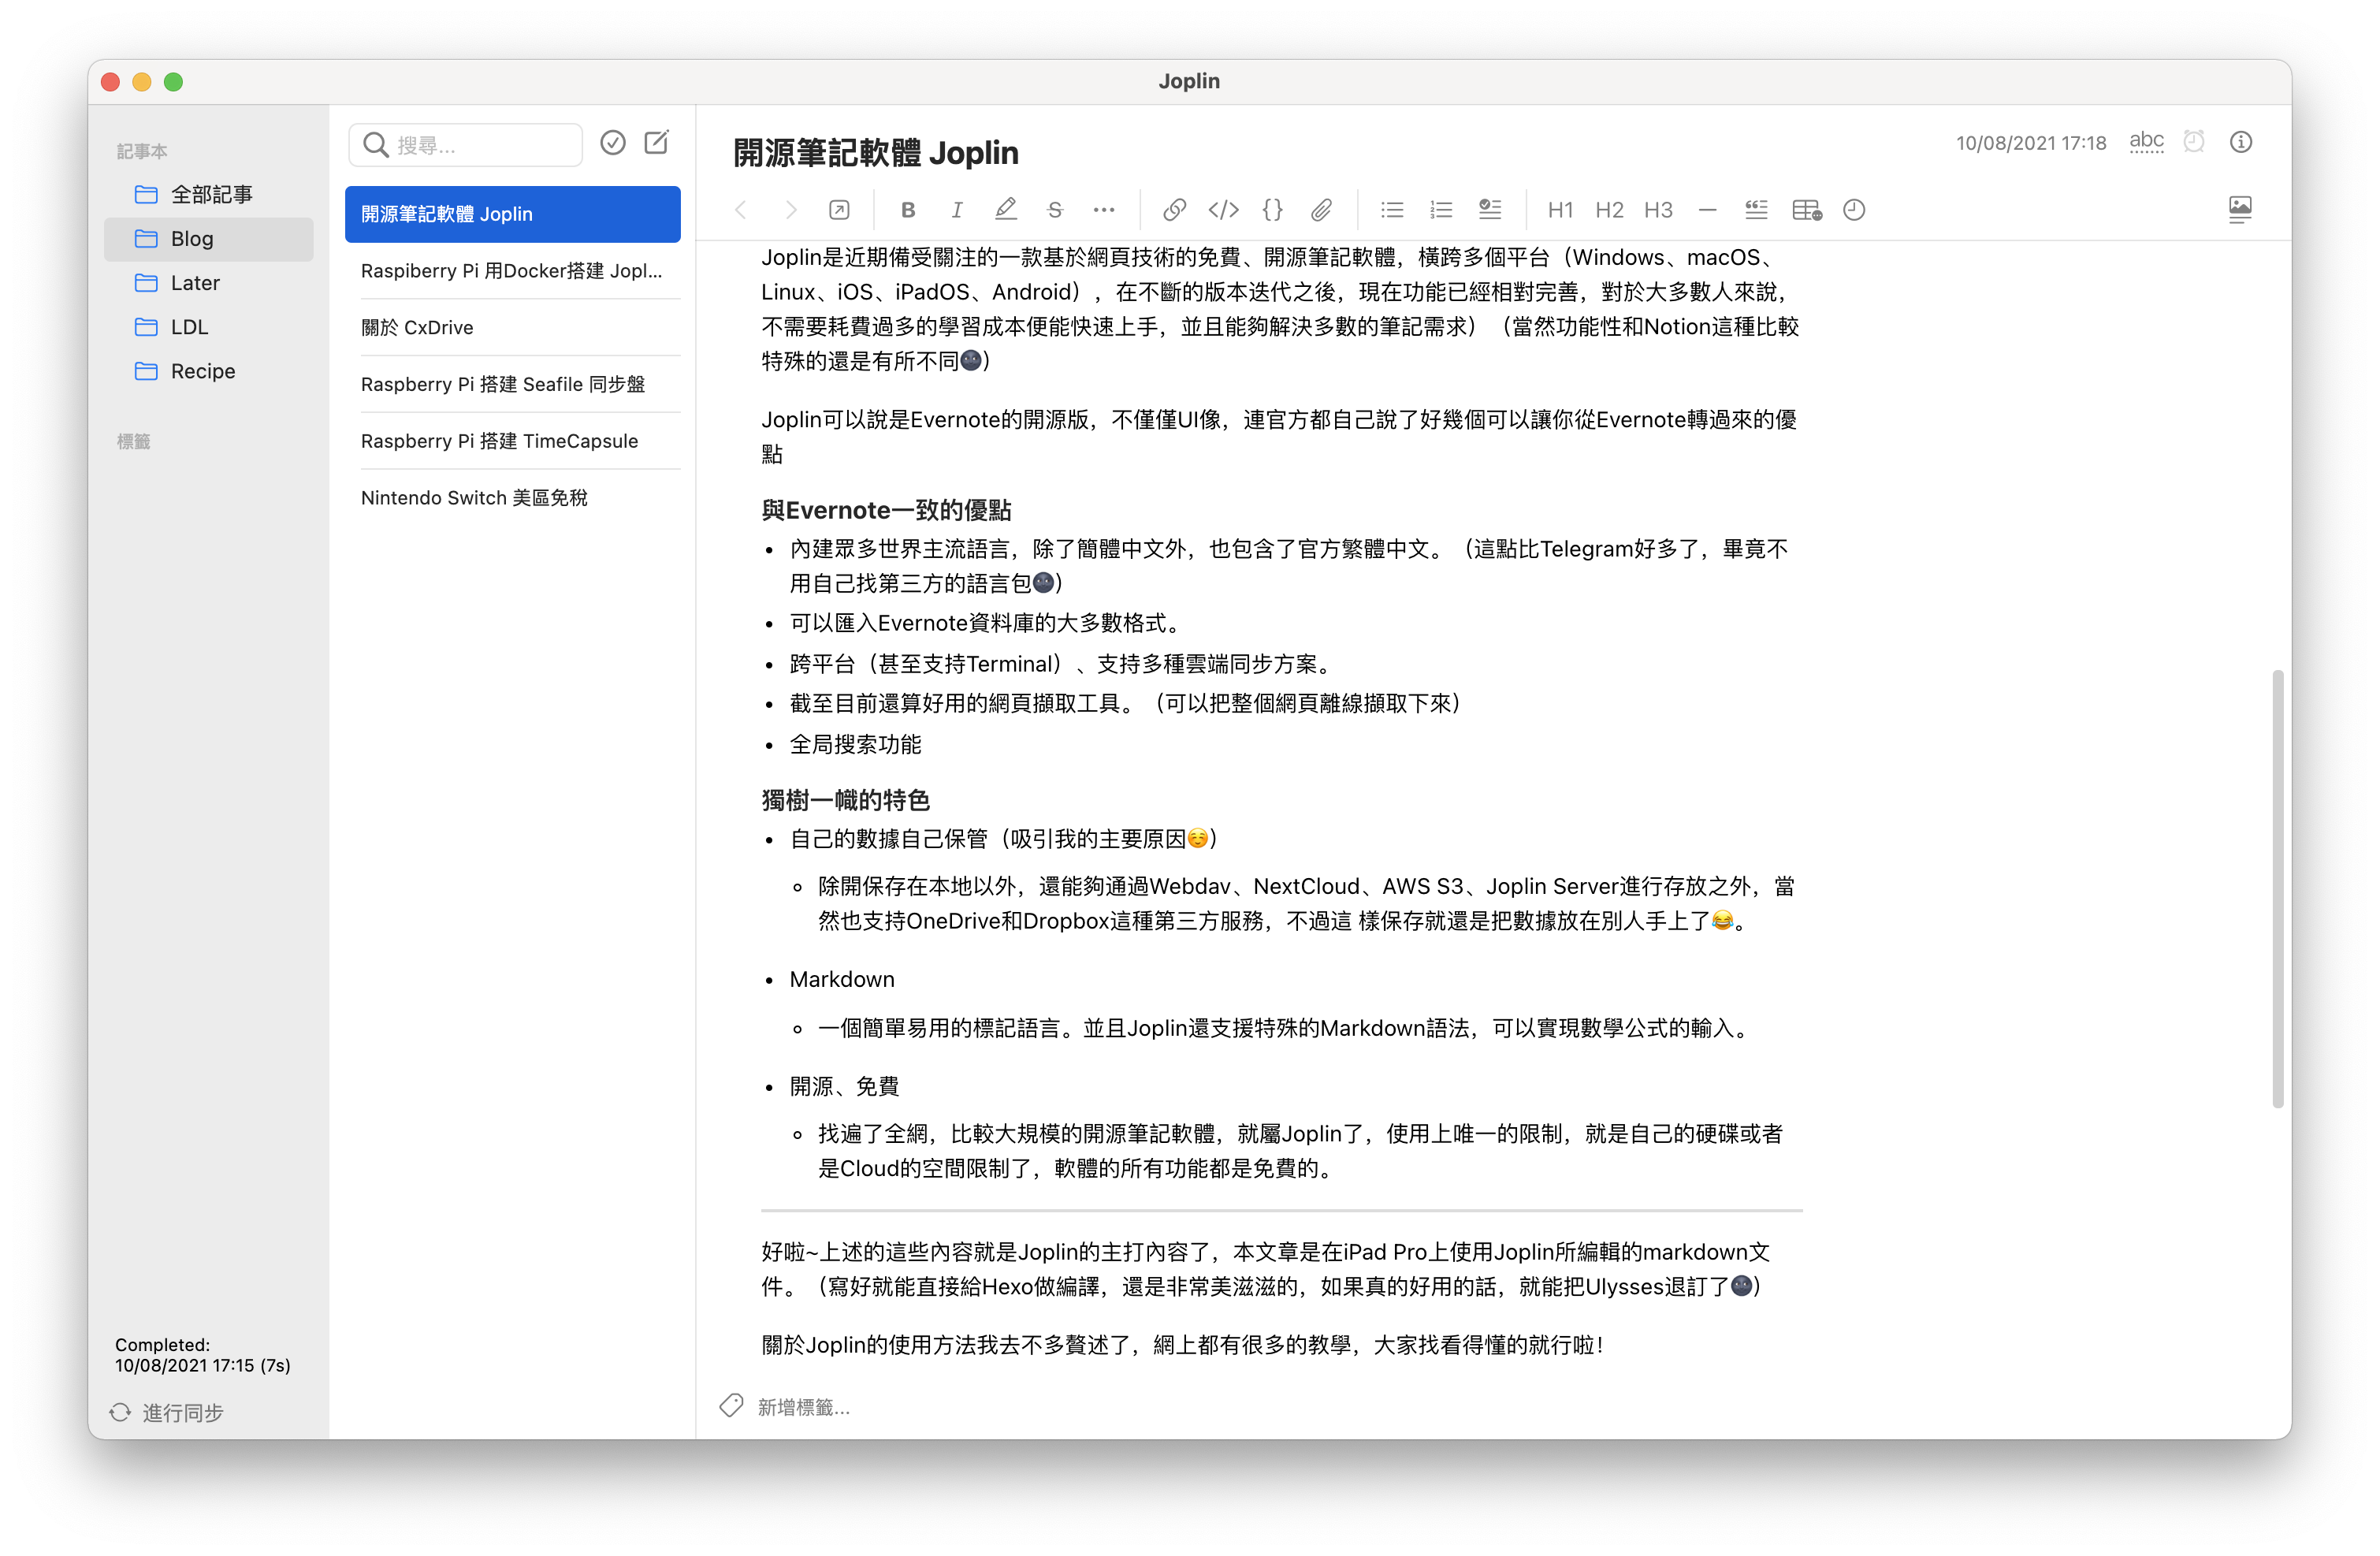 Joplin
記事本
全部記事
Blog
Later
LDL
Recipe
標籤
Completed:
10/08/2021 17:15 (7s)
進行同步
搜尋...
開源筆記軟體 Joplin
Raspiberry Pi 用Docker搭建 Jopl...
關於 CxDrive
Raspberry Pi 搭建 Seafile 同步盤
Raspberry Pi 搭建 TimeCapsule
Nintendo Switch 美區免稅
開源筆記軟體 Joplin
10/08/2021 17:18
abc
B I S H1 H2 H3
Joplin是近期備受關注的一款基於網頁技術的免費、開源筆記軟體，橫跨多個平台（Windows、macOS、
Linux、iOS、iPadOS、Android），在不斷的版本迭代之後，現在功能已經相對完善，對於大多數人來說，
不需要耗費過多的學習成本便能快速上手，並且能夠解決多數的筆記需求）（當然功能性和Notion這種比較
特殊的還是有所不同🌚）
Joplin可以說是Evernote的開源版，不僅僅UI像，連官方都自己說了好幾個可以讓你從Evernote轉過來的優
點
與Evernote一致的優點
• 內建眾多世界主流語言，除了簡體中文外，也包含了官方繁體中文。（這點比Telegram好多了，畢竟不
用自己找第三方的語言包🌚）
• 可以匯入Evernote資料庫的大多數格式。
• 跨平台（甚至支持Terminal）、支持多種雲端同步方案。
• 截至目前還算好用的網頁擷取工具。（可以把整個網頁離線擷取下來）
• 全局搜索功能
獨樹一幟的特色
• 自己的數據自己保管（吸引我的主要原因☺️）
◦ 除開保存在本地以外，還能夠通過Webdav、NextCloud、AWS S3、Joplin Server進行存放之外，當
然也支持OneDrive和Dropbox這種第三方服務，不過這 樣保存就還是把數據放在別人手上了😂。
• Markdown
◦ 一個簡單易用的標記語言。並且Joplin還支援特殊的Markdown語法，可以實現數學公式的輸入。
• 開源、免費
◦ 找遍了全網，比較大規模的開源筆記軟體，就屬Joplin了，使用上唯一的限制，就是自己的硬碟或者
是Cloud的空間限制了，軟體的所有功能都是免費的。
好啦~上述的這些內容就是Joplin的主打內容了，本文章是在iPad Pro上使用Joplin所編輯的markdown文
件。（寫好就能直接給Hexo做編譯，還是非常美滋滋的，如果真的好用的話，就能把Ulysses退訂了🌚）
關於Joplin的使用方法我去不多贅述了，網上都有很多的教學，大家找看得懂的就行啦！
新增標籤...